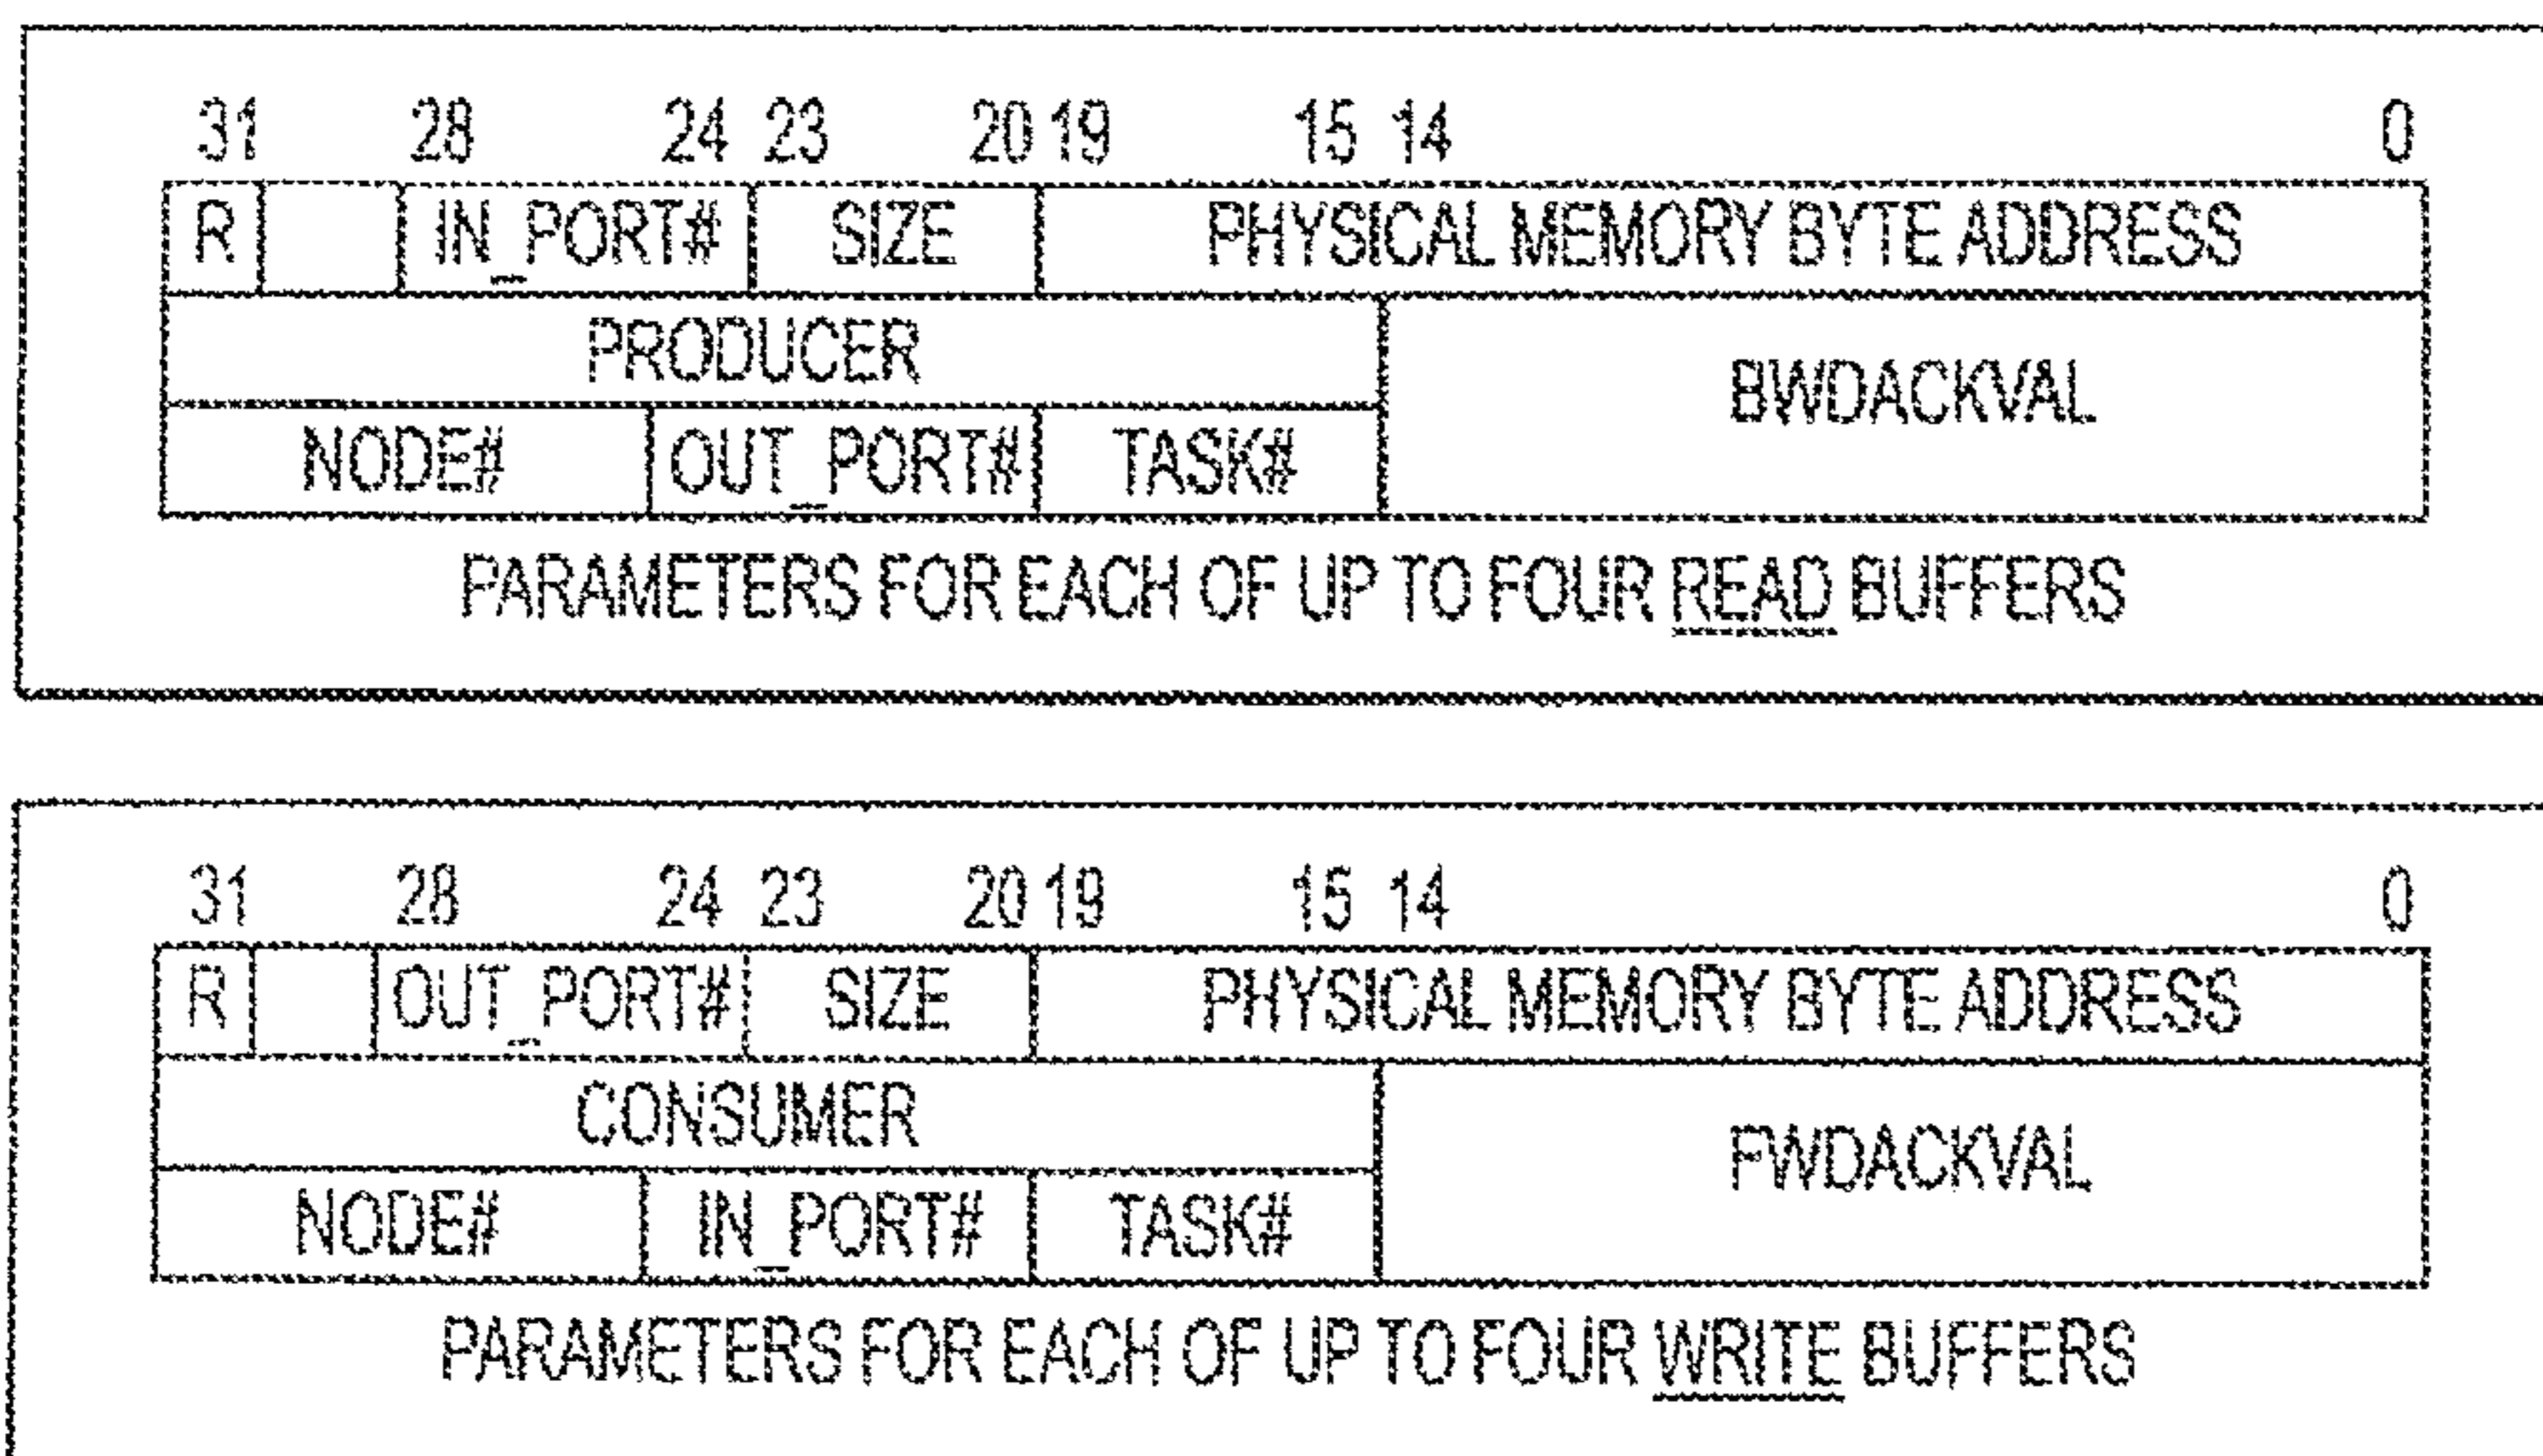 31 28 24 23 20 19 15 14 0
R IN_PORT# SIZE PHYSICAL MEMORY BYTE ADDRESS
PRODUCER
BWDACKVAL
NODE# OUT_PORT# TASK#
PARAMETERS FOR EACH OF UP TO FOUR READ BUFFERS
31 28 24 23 20 19 15 14 0
R OUT_PORT# SIZE PHYSICAL MEMORY BYTE ADDRESS
CONSUMER
FWDACKVAL
NODE# IN_PORT# TASK#
PARAMETERS FOR EACH OF UP TO FOUR WRITE BUFFERS